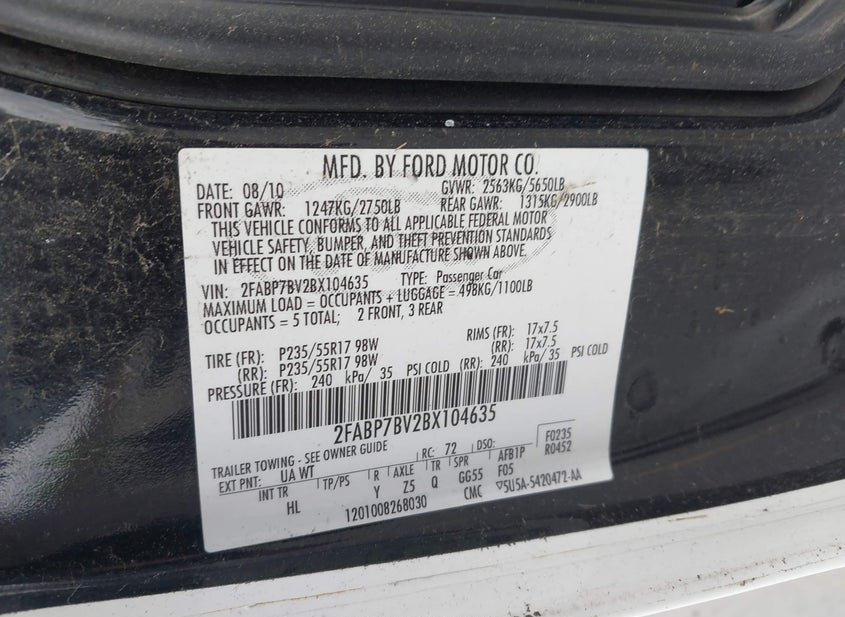 MFD. BY FORD MOTOR CO.
DATE: 08/10 GVWR: 2563KG/5650LB
FRONT GAWR: 1247KG/2750LB REAR GAWR: 1315KG/2900LB
THIS VEHICLE CONFORMS TO ALL APPLICABLE FEDERAL MOTOR
VEHICLE SAFETY, BUMPER, AND THEFT PREVENTION STANDARDS
IN EFFECT ON THE DATE OF MANUFACTURE SHOWN ABOVE.
VIN: 2FABP7BV2BX104635 TYPE: Passenger Car
MAXIMUM LOAD = OCCUPANTS + LUGGAGE = 498KG/1100LB
OCCUPANTS = 5 TOTAL; 2 FRONT, 3 REAR
TIRE (FR): P235/55R17 98W RIMS (FR): 17x7.5
(RR): P235/55R17 98W (RR): 17x7.5
PRESSURE (FR): 240 kPa/ 35 PSI COLD (RR): 240 kPa/ 35 PSI COLD
2FABP7BV2BX104635
TRAILER TOWING - SEE OWNER GUIDE RC: 72 DSO: F0235
EXT PNT: UA WT AFB1P R0452
INT TR TP/PS R AXLE TR SPR F05
HL Y Z5 Q GG55 CMC ▽5U5A-5420472-AA
1201008268030